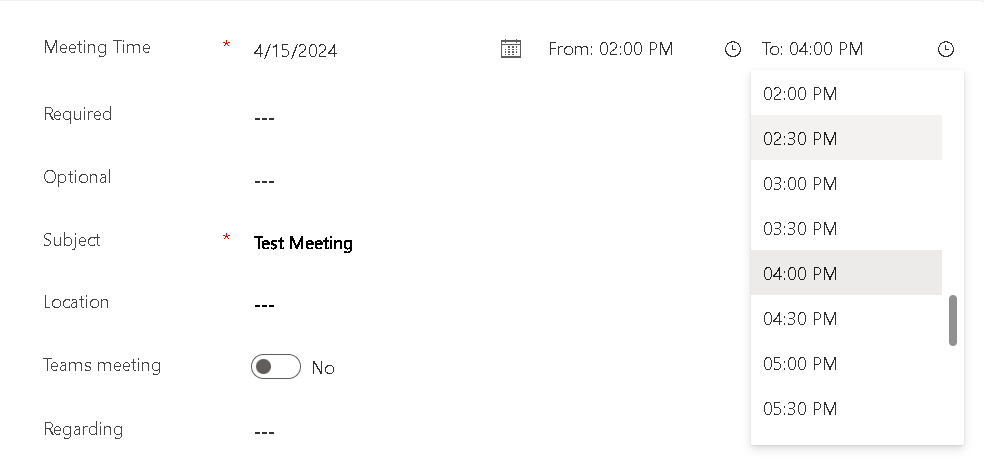 Meeting Time * 4/15/2024 From: 02:00 PM To: 04:00 PM
02:00 PM
Required ---
02:30 PM
Optional ---
03:00 PM
03:30 PM
Subject * Test Meeting
04:00 PM
Location ---
04:30 PM
Teams meeting No
05:00 PM
05:30 PM
Regarding ---